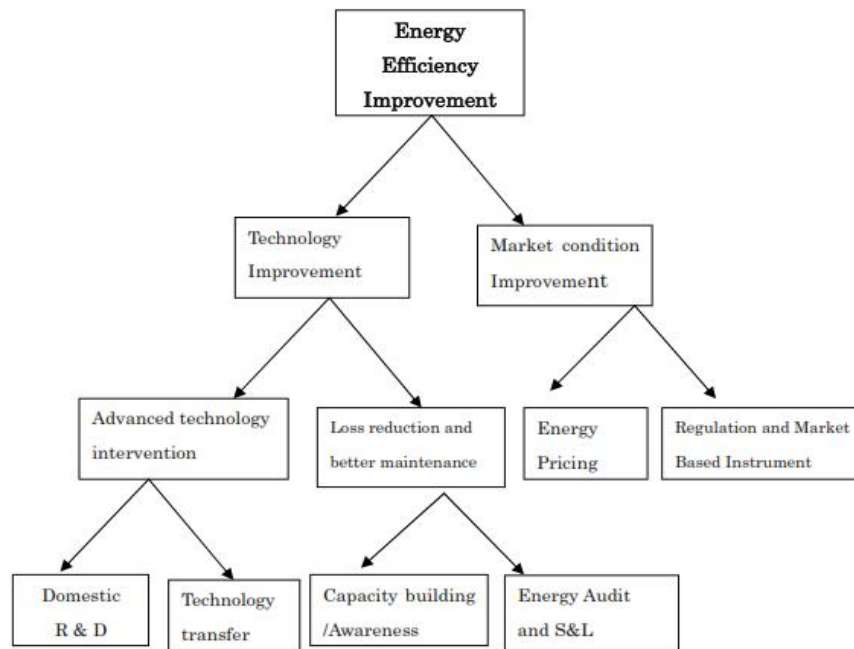 Energy
Efficiency
Improvement
Technology
Improvement
Market condition
Improvement
Advanced technology
intervention
Loss reduction and
better maintenance
Energy
Pricing
Regulation and Market
Based Instrument
Domestic
R & D
Technology
transfer
Capacity building
/Awareness
Energy Audit
and S&L